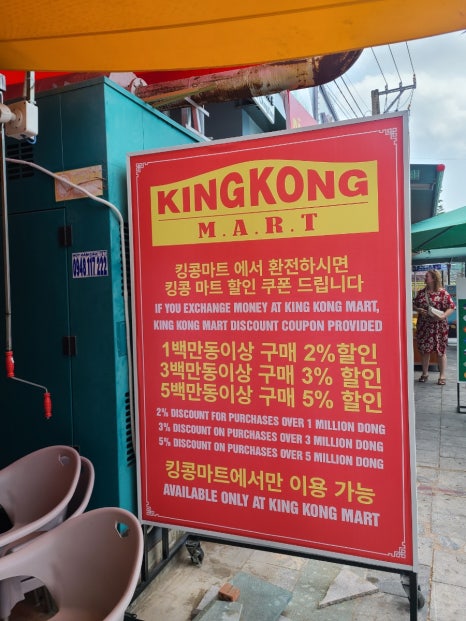 KINGKONG
M.A.R.T
킹콩마트 에서 환전하시면
킹콩 마트 할인 쿠폰 드립니다
IF YOU EXCHANGE MONEY AT KING KONG MART,
KING KONG MART DISCOUNT COUPON PROVIDED
1백만동이상 구매 2%할인
3백만동이상 구매 3% 할인
5백만동이상 구매 5% 할인
2% DISCOUNT FOR PURCHASES OVER 1 MILLION DONG
3% DISCOUNT ON PURCHASES OVER 3 MILLION DONG
5% DISCOUNT ON PURCHASES OVER 5 MILLION DONG
킹콩마트에서만 이용 가능
AVAILABLE ONLY AT KING KONG MART